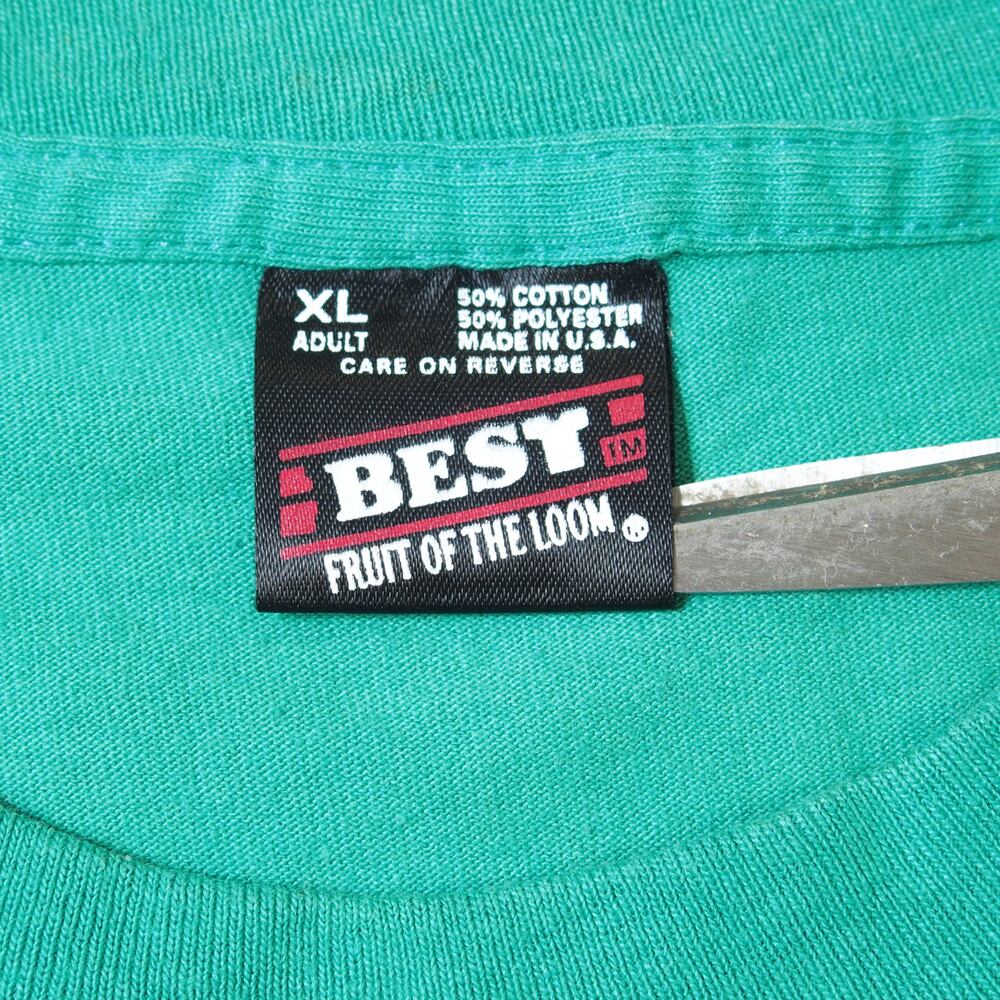 XL
ADULT
50% COTTON
50% POLYESTER
MADE IN U.S.A.
CARE ON REVERSE
BEST
TM
FRUIT OF THE LOOM